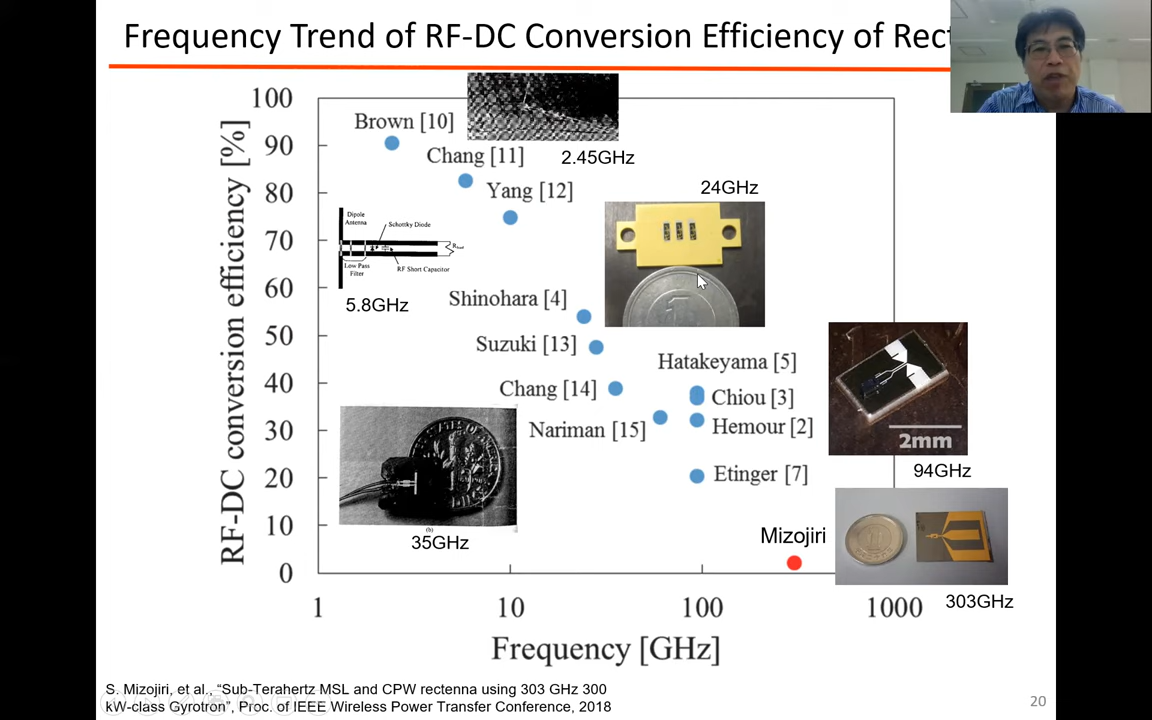 Frequency Trend of RF-DC Conversion Efficiency of
RF-DC conversion efficiency [%]
100
90
80
70
60
50
40
30
20
10
0
Brown [10]
2.45GHz
Chang [11]
Yang [12]
24GHz
Dipole
Antenna
Schottky Diode
Low Pass
Filter
RF Short Capacitor
5.8GHz
Shinohara [4]
Suzuki [13]
Hatakeyama [5]
Chang [14]
Chiou [3]
Nariman [15]
Hemour [2]
2mm
94GHz
Etinger [7]
(b)
35GHz
Mizojiri
303GHz
1
10
100
1000
Frequency [GHz]
S. Mizojiri, et al., “Sub-Terahertz MSL and CPW rectenna using 303 GHz 300
kW-class Gyrotron”, Proc. of IEEE Wireless Power Transfer Conference, 2018
20